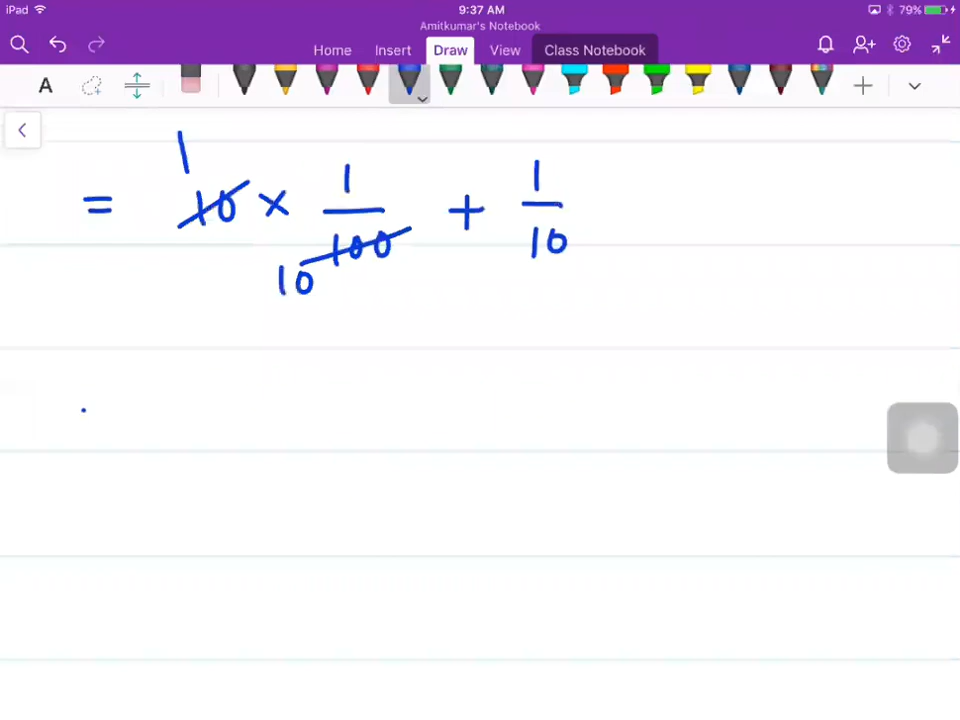 iPad 9:37 AM 79%
Amitkumar's Notebook
Home Insert Draw View Class Notebook
A
1 1 1
= 10 × 100 + 10
10